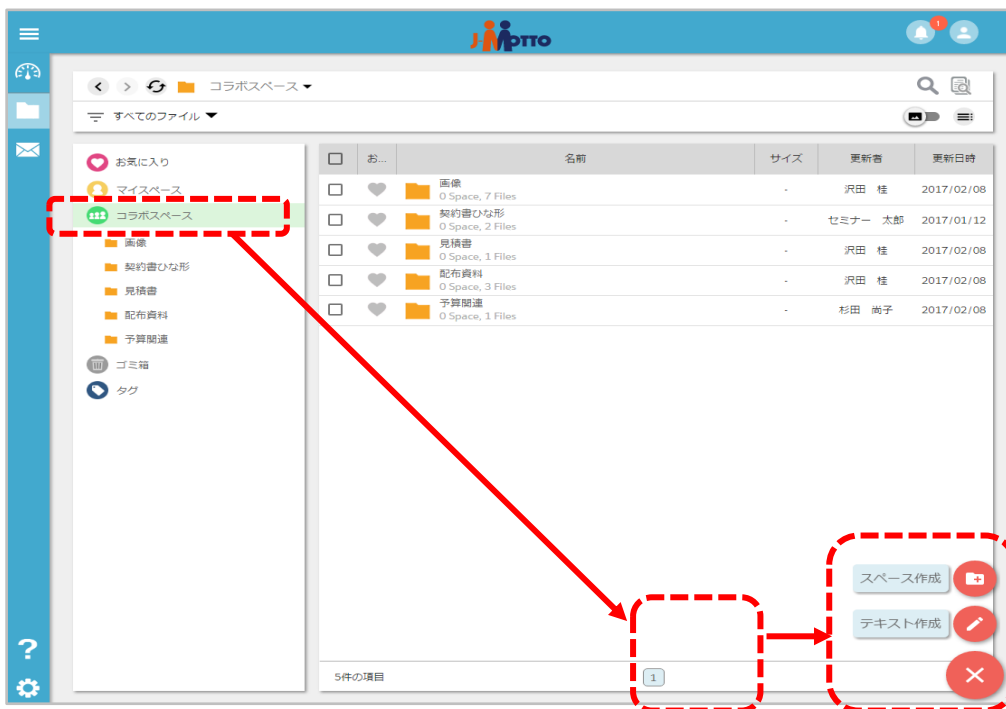 J-MOTTO
1
コラボスペース
すべてのファイル
お気に入り
マイスペース
コラボスペース
画像
契約書ひな形
見積書
配布資料
予算関連
ゴミ箱
タグ
お... 名前 サイズ 更新者 更新日時
画像
0 Space, 7 Files - 沢田 桂 2017/02/08
契約書ひな形
0 Space, 2 Files - セミナー 太郎 2017/01/12
見積書
0 Space, 1 Files - 沢田 桂 2017/02/08
配布資料
0 Space, 3 Files - 沢田 桂 2017/02/08
予算関連
0 Space, 1 Files - 杉田 尚子 2017/02/08
スペース作成
テキスト作成
5件の項目 1
?